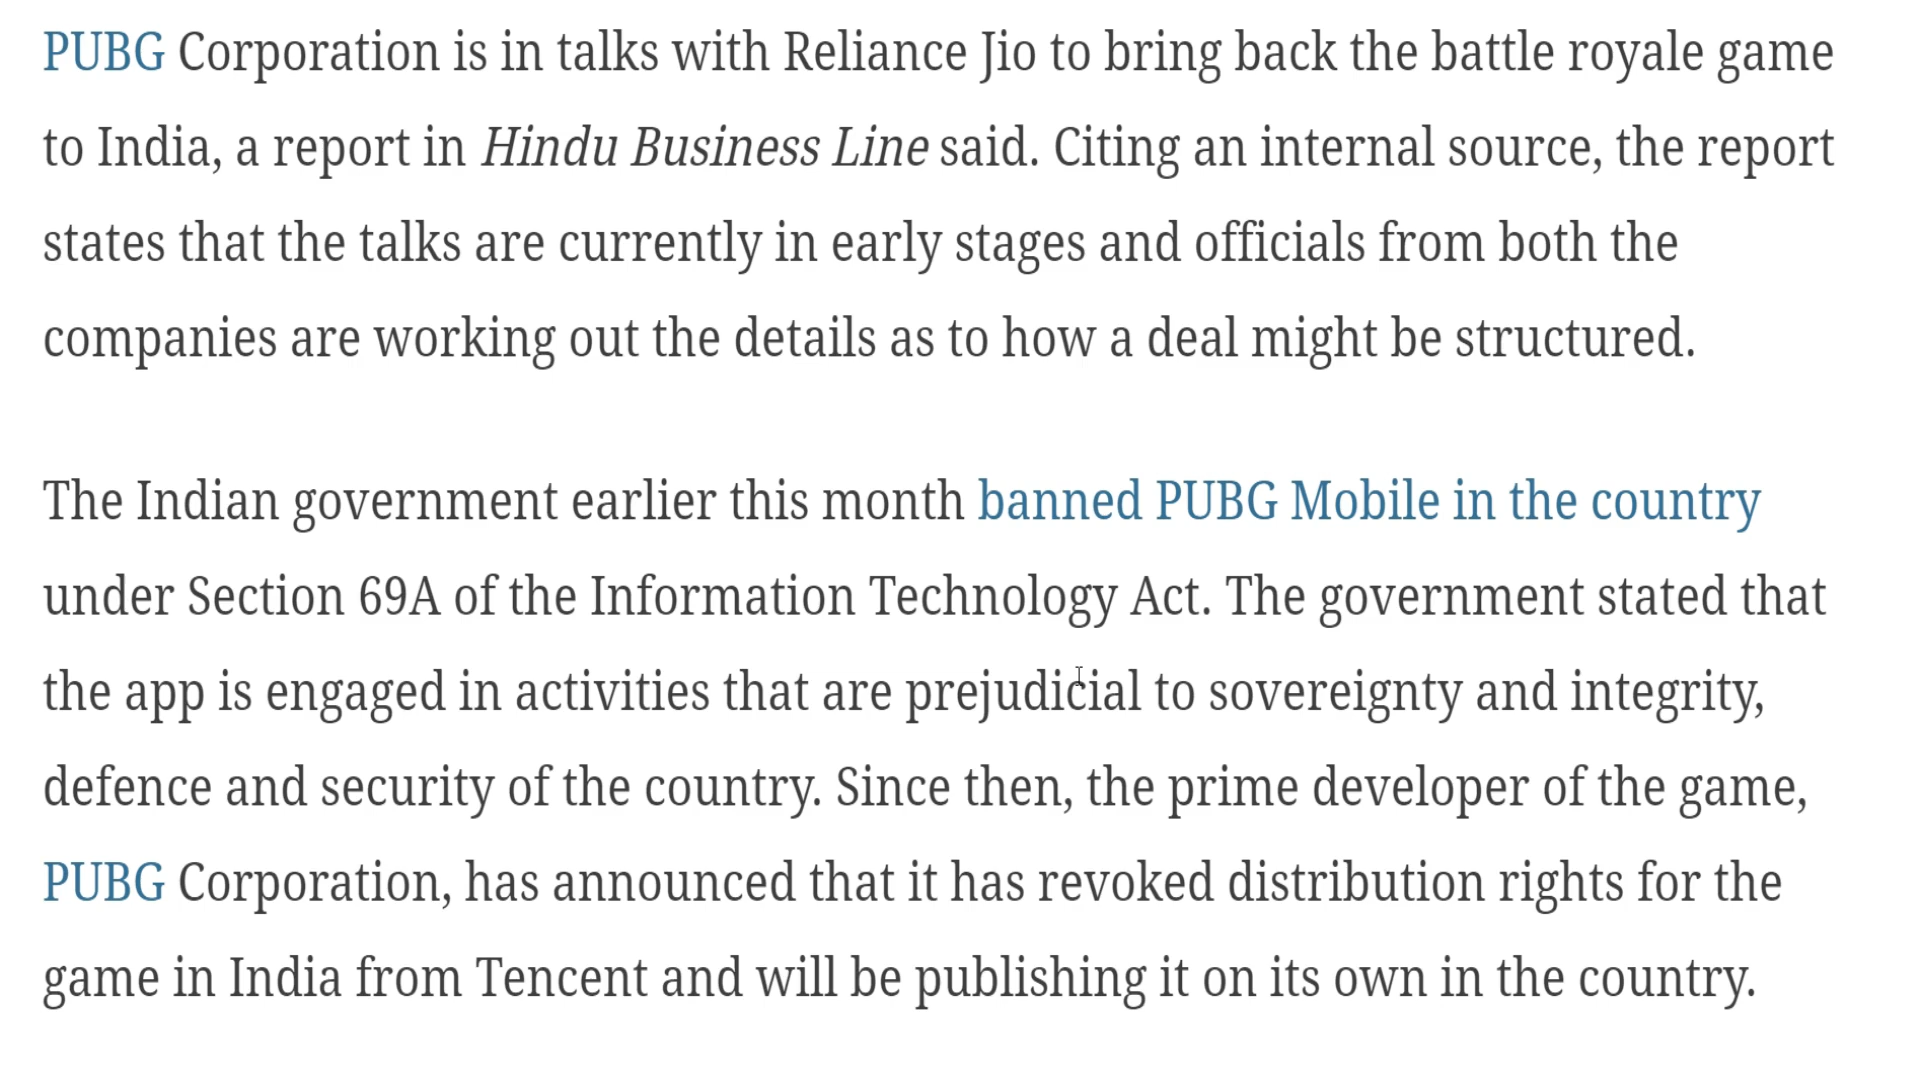 PUBG Corporation is in talks with Reliance Jio to bring back the battle royale game
to India, a report in Hindu Business Line said. Citing an internal source, the report
states that the talks are currently in early stages and officials from both the
companies are working out the details as to how a deal might be structured.
The Indian government earlier this month banned PUBG Mobile in the country
under Section 69A of the Information Technology Act. The government stated that
the app is engaged in activities that are prejudicial to sovereignty and integrity,
defence and security of the country. Since then, the prime developer of the game,
PUBG Corporation, has announced that it has revoked distribution rights for the
game in India from Tencent and will be publishing it on its own in the country.